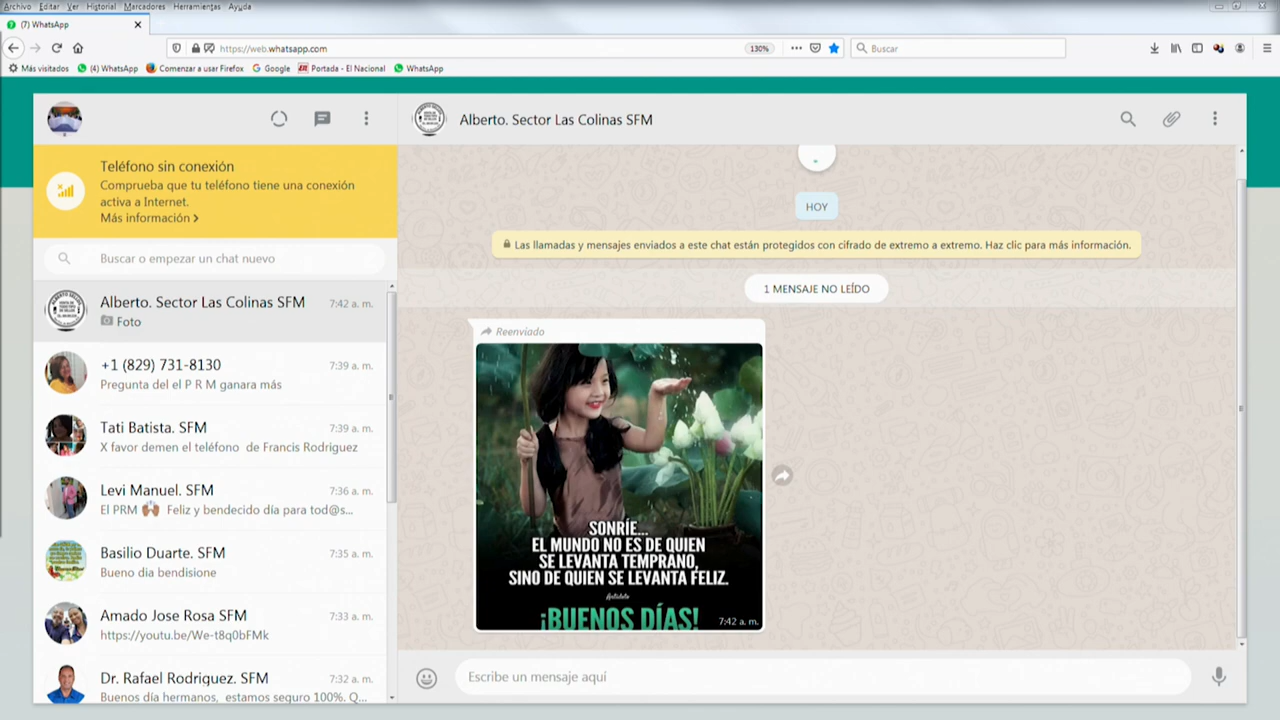 Archivo Editar Ver Historial Marcadores Herramientas Ayuda
(7) WhatsApp
https://web.whatsapp.com
130%
Buscar
Más visitados
(4) WhatsApp
Comenzar a usar Firefox
Google
Portada - El Nacional
WhatsApp
Teléfono sin conexión
Comprueba que tu teléfono tiene una conexión
activa a Internet.
Más información >
Buscar o empezar un chat nuevo
Alberto. Sector Las Colinas SFM 7:42 a. m.
Foto
+1 (829) 731-8130 7:39 a. m.
Pregunta del el P R M ganara más
Tati Batista. SFM 7:39 a. m.
X favor demen el teléfono de Francis Rodriguez
Levi Manuel. SFM 7:36 a. m.
El PRM 🙌🏽 Feliz y bendecido día para tod@s...
Basilio Duarte. SFM 7:35 a. m.
Bueno dia bendisione
Amado Jose Rosa SFM 7:33 a. m.
https://youtu.be/We-t8q0bFMk
Dr. Rafael Rodriquez. SFM 7:32 a. m.
Buenos día hermanos, estamos seguro 100%. Q...
Alberto. Sector Las Colinas SFM
HOY
Las llamadas y mensajes enviados a este chat están protegidos con cifrado de extremo a extremo. Haz clic para más información.
1 MENSAJE NO LEÍDO
Reenviado
SONRÍE...
EL MUNDO NO ES DE QUIEN
SE LEVANTA TEMPRANO,
SINO DE QUIEN SE LEVANTA FELIZ.
¡BUENOS DÍAS!
7:42 a. m.
Escribe un mensaje aquí